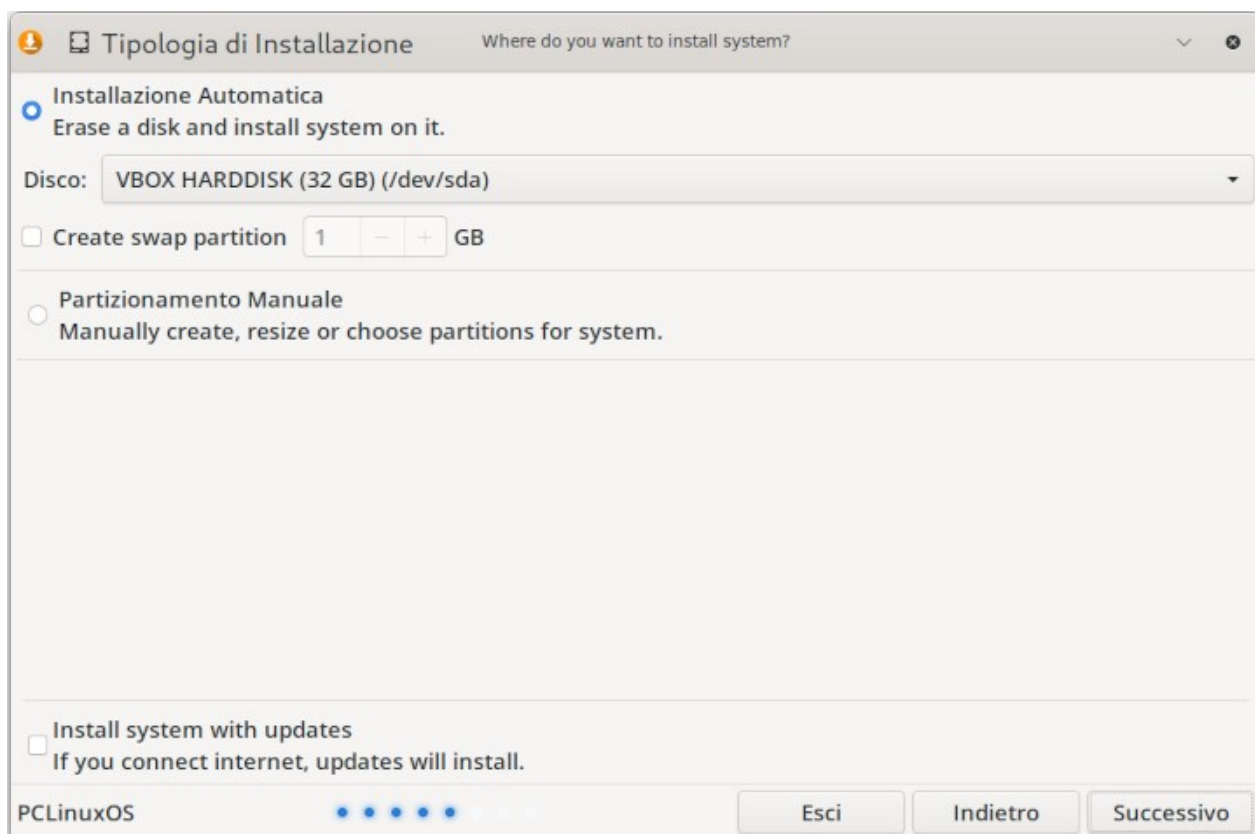 Tipologia di Installazione Where do you want to install system?
Installazione Automatica
Erase a disk and install system on it.
Disco: VBOX HARDDISK (32 GB) (/dev/sda)
Create swap partition 1 − + GB
Partizionamento Manuale
Manually create, resize or choose partitions for system.
Install system with updates
If you connect internet, updates will install.
PCLinuxOS Esci Indietro Successivo